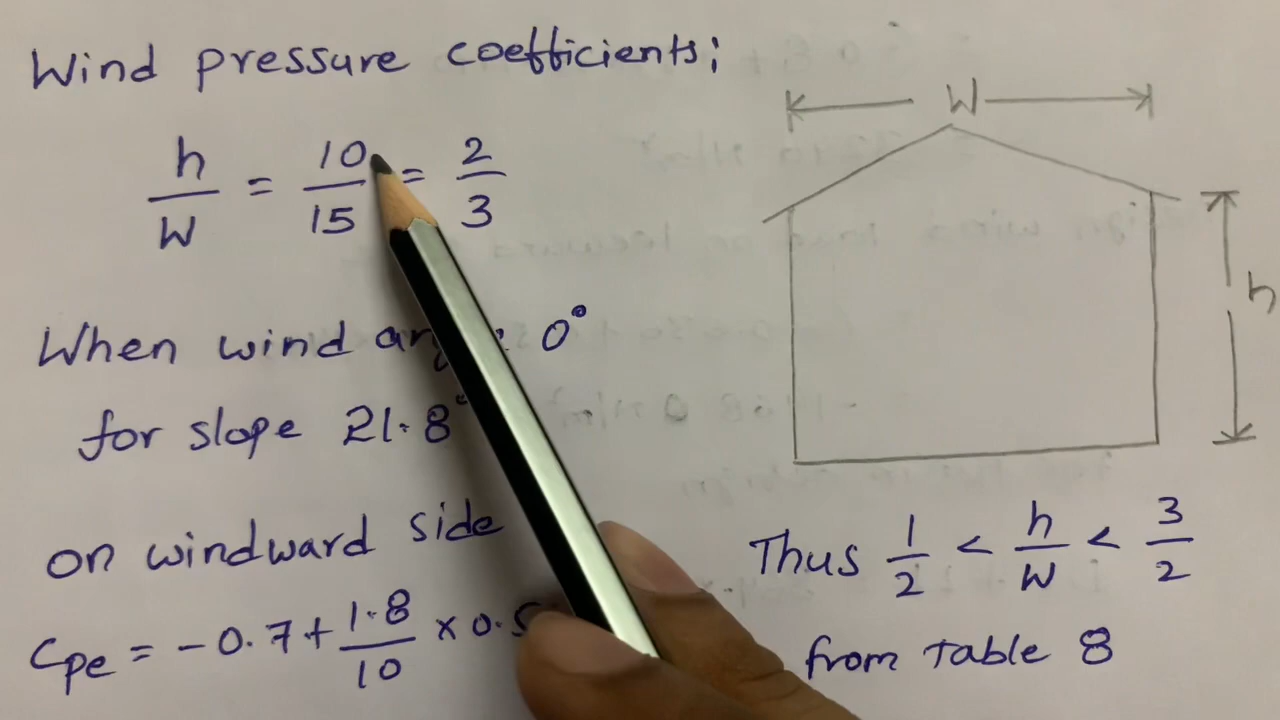 Wind pressure coefficients;
h/W = 10/15 = 2/3
When wind 0°
for slope 21.8°
on windward side
Cpe = -0.7 + 1.8/10 × 0.5
W
h
Thus 1/2 < h/W < 3/2
from Table 8